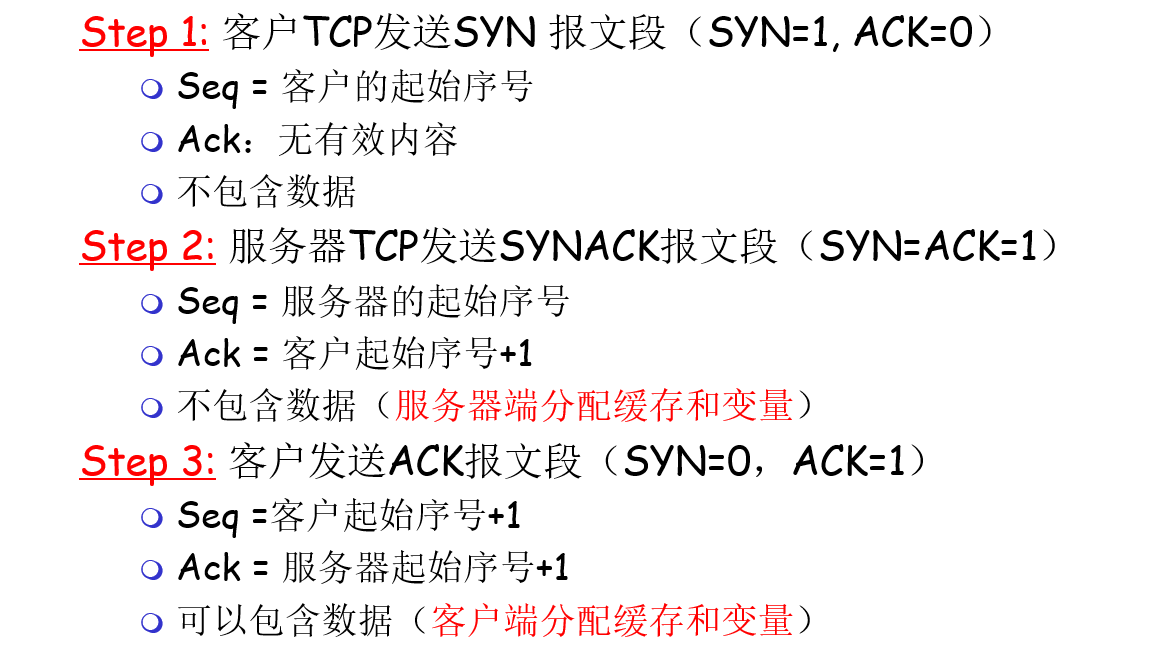 Step 1: 客户TCP发送SYN 报文段（SYN=1, ACK=0）
Seq = 客户的起始序号
Ack：无有效内容
不包含数据
Step 2: 服务器TCP发送SYNACK报文段（SYN=ACK=1）
Seq = 服务器的起始序号
Ack = 客户起始序号+1
不包含数据（服务器端分配缓存和变量）
Step 3: 客户发送ACK报文段（SYN=0，ACK=1）
Seq =客户起始序号+1
Ack = 服务器起始序号+1
可以包含数据（客户端分配缓存和变量）